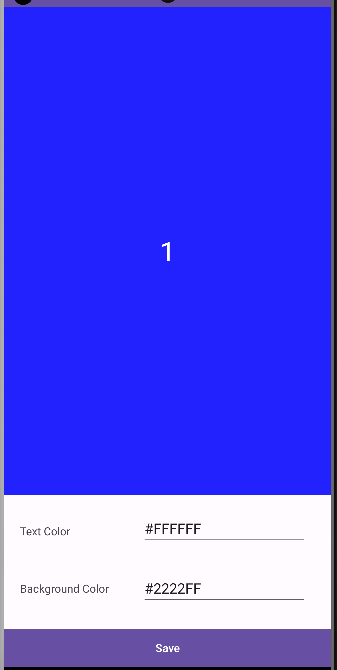 1
Text Color #FFFFFF
Background Color #2222FF
Save